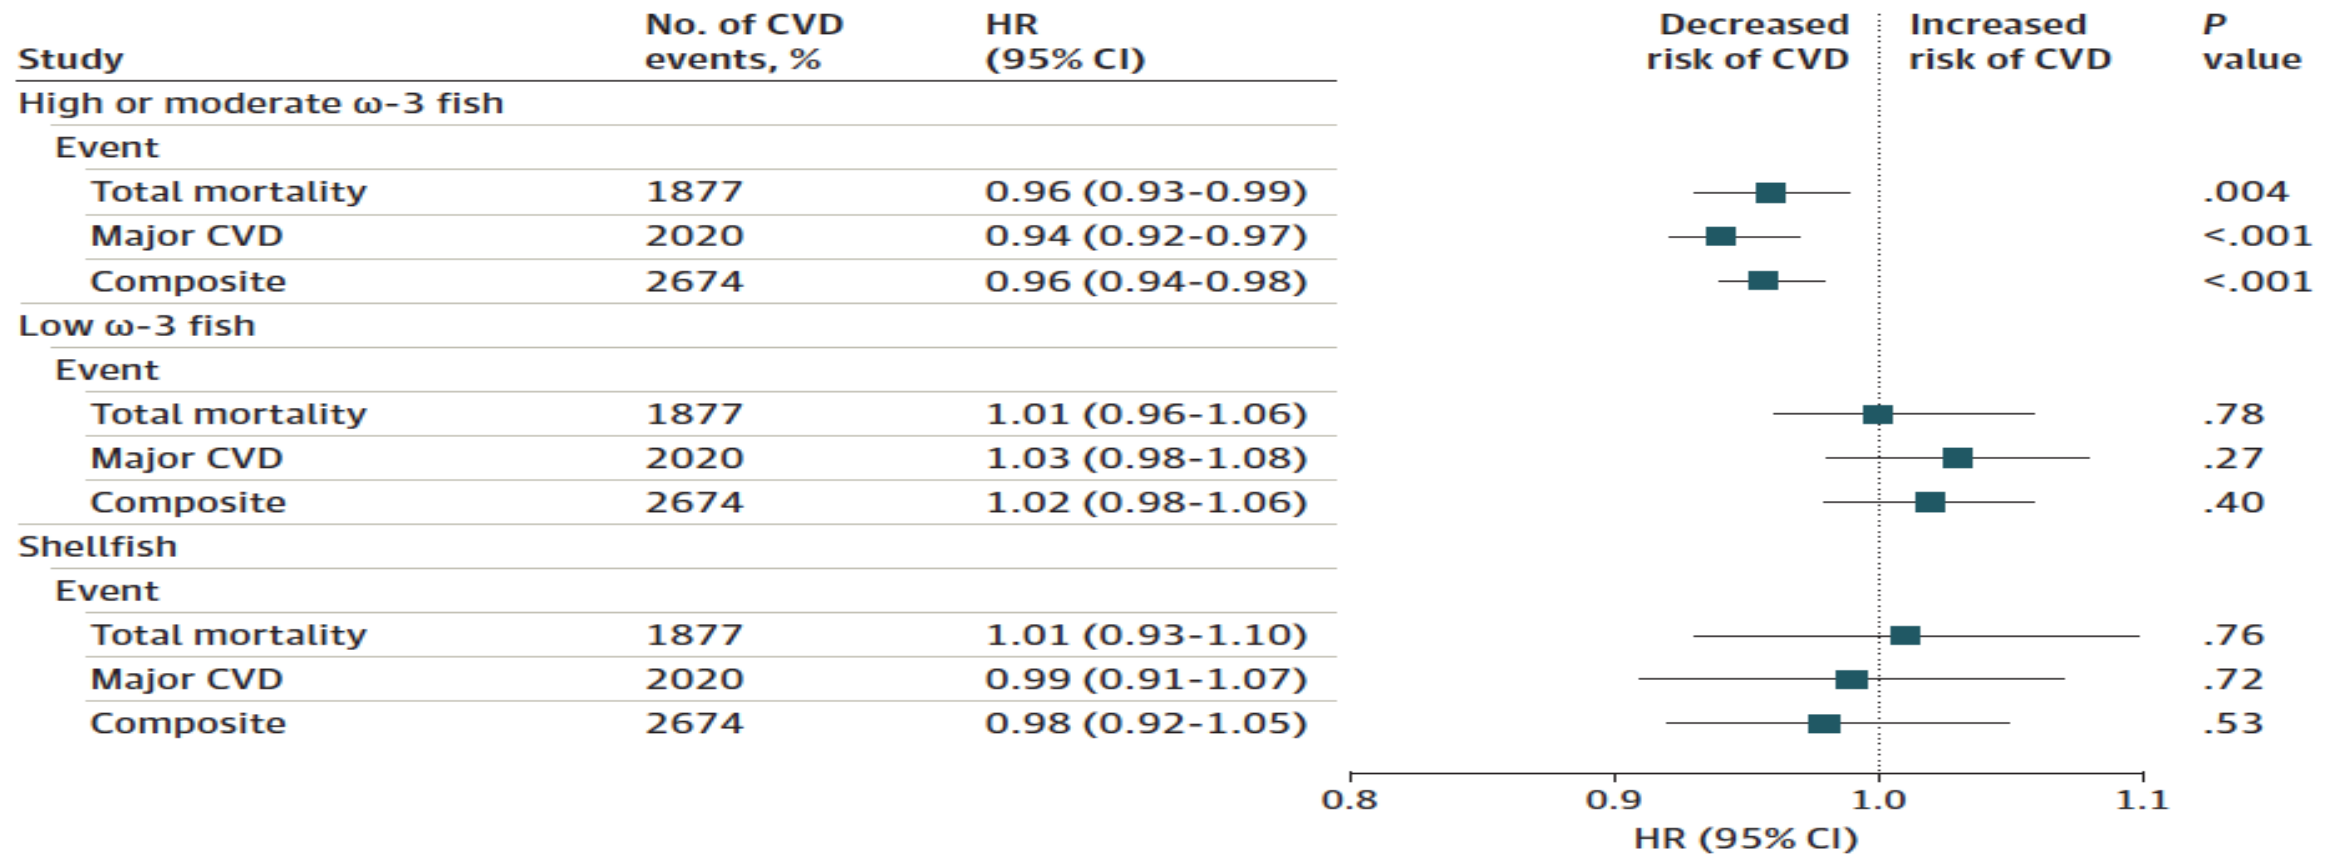 No. of CVD HR Decreased Increased P
Study events, % (95% CI) risk of CVD risk of CVD value
High or moderate ω-3 fish
Event
Total mortality 1877 0.96 (0.93-0.99) .004
Major CVD 2020 0.94 (0.92-0.97) <.001
Composite 2674 0.96 (0.94-0.98) <.001
Low ω-3 fish
Event
Total mortality 1877 1.01 (0.96-1.06) .78
Major CVD 2020 1.03 (0.98-1.08) .27
Composite 2674 1.02 (0.98-1.06) .40
Shellfish
Event
Total mortality 1877 1.01 (0.93-1.10) .76
Major CVD 2020 0.99 (0.91-1.07) .72
Composite 2674 0.98 (0.92-1.05) .53
0.8 0.9 1.0 1.1
HR (95% CI)